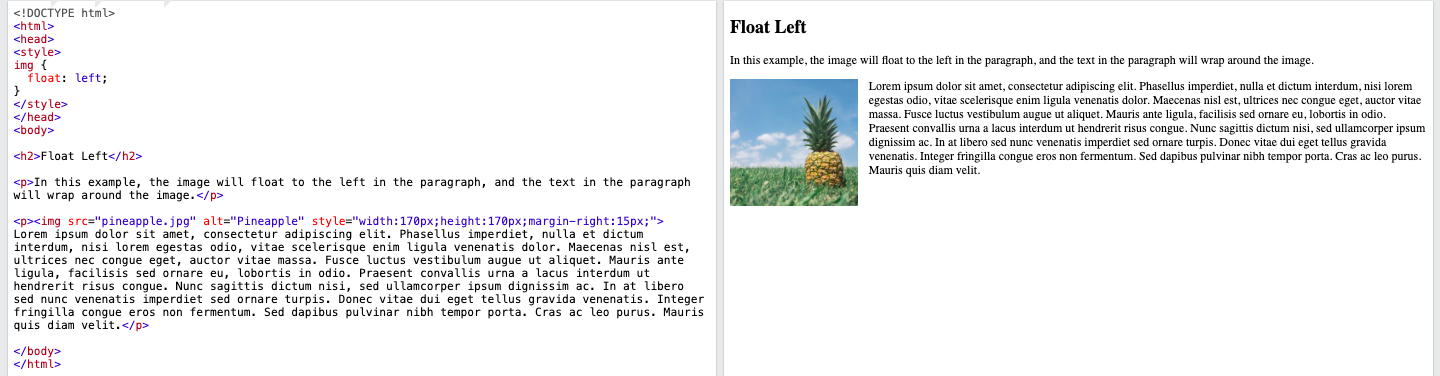 <!DOCTYPE html>
<html>
<head>
<style>
img {
  float: left;
}
</style>
</head>
<body>
<h2>Float Left</h2>
<p>In this example, the image will float to the left in the paragraph, and the text in the paragraph
will wrap around the image.</p>
<p><img src="pineapple.jpg" alt="Pineapple" style="width:170px;height:170px;margin-right:15px;">
Lorem ipsum dolor sit amet, consectetur adipiscing elit. Phasellus imperdiet, nulla et dictum
interdum, nisi lorem egestas odio, vitae scelerisque enim ligula venenatis dolor. Maecenas nisl est,
ultrices nec congue eget, auctor vitae massa. Fusce luctus vestibulum augue ut aliquet. Mauris ante
ligula, facilisis sed ornare eu, lobortis in odio. Praesent convallis urna a lacus interdum ut
hendrerit risus congue. Nunc sagittis dictum nisi, sed ullamcorper ipsum dignissim ac. In at libero
sed nunc venenatis imperdiet sed ornare turpis. Donec vitae dui eget tellus gravida venenatis. Integer
fringilla congue eros non fermentum. Sed dapibus pulvinar nibh tempor porta. Cras ac leo purus. Mauris
quis diam velit.</p>
</body>
</html>
Float Left
In this example, the image will float to the left in the paragraph, and the text in the paragraph will wrap around the image.
Lorem ipsum dolor sit amet, consectetur adipiscing elit. Phasellus imperdiet, nulla et dictum interdum, nisi lorem
egestas odio, vitae scelerisque enim ligula venenatis dolor. Maecenas nisl est, ultrices nec congue eget, auctor vitae
massa. Fusce luctus vestibulum augue ut aliquet. Mauris ante ligula, facilisis sed ornare eu, lobortis in odio.
Praesent convallis urna a lacus interdum ut hendrerit risus congue. Nunc sagittis dictum nisi, sed ullamcorper ipsum
dignissim ac. In at libero sed nunc venenatis imperdiet sed ornare turpis. Donec vitae dui eget tellus gravida
venenatis. Integer fringilla congue eros non fermentum. Sed dapibus pulvinar nibh tempor porta. Cras ac leo purus.
Mauris quis diam velit.